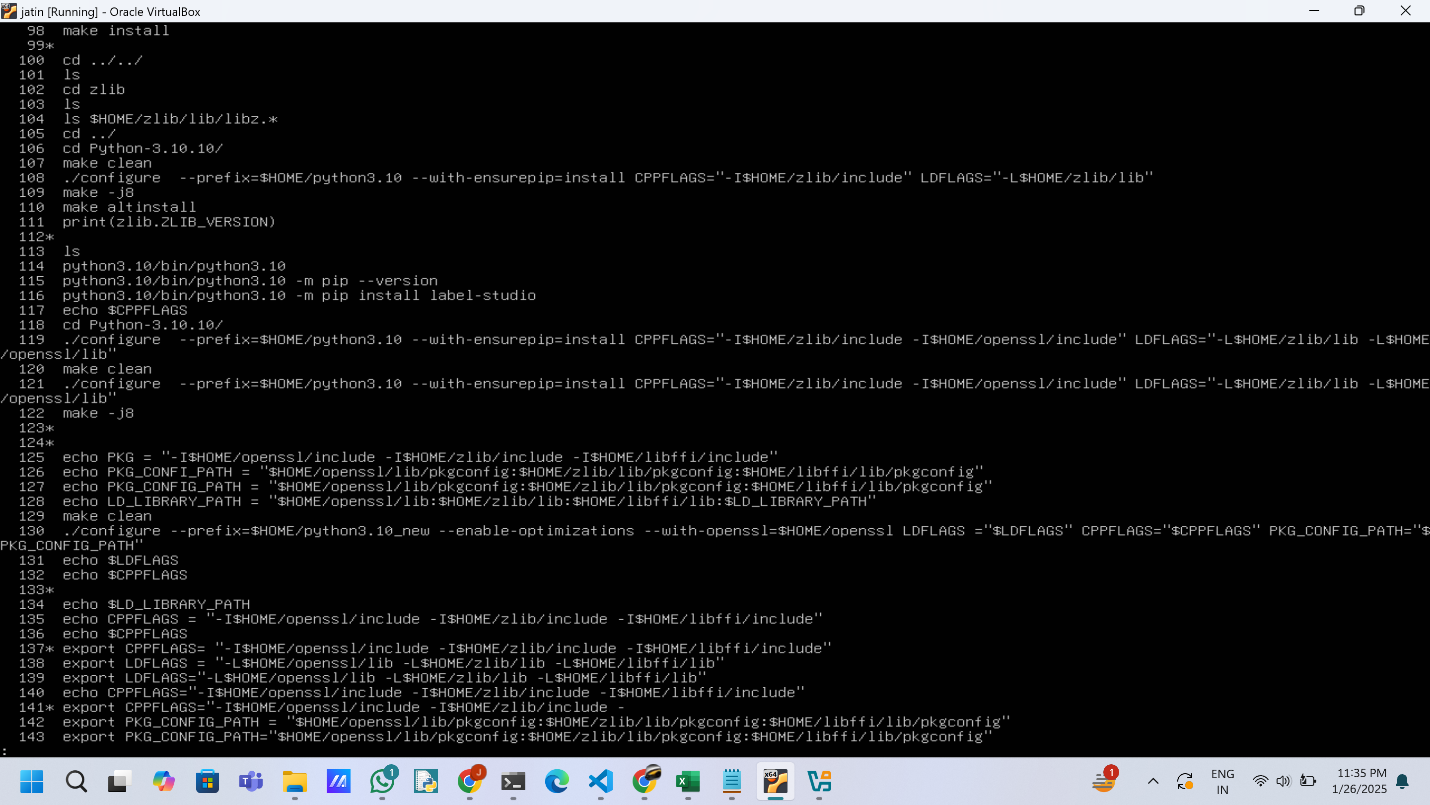 jatin [Running] - Oracle VirtualBox
98  make install
99*
100  cd ../../
101  ls
102  cd zlib
103  ls
104  ls $HOME/zlib/lib/libz.*
105  cd ../
106  cd Python-3.10.10/
107  make clean
108  ./configure  --prefix=$HOME/python3.10 --with-ensurepip=install CPPFLAGS="-I$HOME/zlib/include" LDFLAGS="-L$HOME/zlib/lib"
109  make -j8
110  make altinstall
111  print(zlib.ZLIB_VERSION)
112*
113  ls
114  python3.10/bin/python3.10
115  python3.10/bin/python3.10 -m pip --version
116  python3.10/bin/python3.10 -m pip install label-studio
117  echo $CPPFLAGS
118  cd Python-3.10.10/
119  ./configure  --prefix=$HOME/python3.10 --with-ensurepip=install CPPFLAGS="-I$HOME/zlib/include -I$HOME/openssl/include" LDFLAGS="-L$HOME/zlib/lib -L$HOME
/openssl/lib"
120  make clean
121  ./configure  --prefix=$HOME/python3.10 --with-ensurepip=install CPPFLAGS="-I$HOME/zlib/include -I$HOME/openssl/include" LDFLAGS="-L$HOME/zlib/lib -L$HOME
/openssl/lib"
122  make -j8
123*
124*
125  echo PKG = "-I$HOME/openssl/include -I$HOME/zlib/include -I$HOME/libffi/include"
126  echo PKG_CONFI_PATH = "$HOME/openssl/lib/pkgconfig:$HOME/zlib/lib/pkgconfig:$HOME/libffi/lib/pkgconfig"
127  echo PKG_CONFIG_PATH = "$HOME/openssl/lib/pkgconfig:$HOME/zlib/lib/pkgconfig:$HOME/libffi/lib/pkgconfig"
128  echo LD_LIBRARY_PATH = "$HOME/openssl/lib:$HOME/zlib/lib:$HOME/libffi/lib:$LD_LIBRARY_PATH"
129  make clean
130  ./configure --prefix=$HOME/python3.10_new --enable-optimizations --with-openssl=$HOME/openssl LDFLAGS ="$LDFLAGS" CPPFLAGS="$CPPFLAGS" PKG_CONFIG_PATH="$
PKG_CONFIG_PATH"
131  echo $LDFLAGS
132  echo $CPPFLAGS
133*
134  echo $LD_LIBRARY_PATH
135  echo CPPFLAGS = "-I$HOME/openssl/include -I$HOME/zlib/include -I$HOME/libffi/include"
136  echo $CPPFLAGS
137* export CPPFLAGS= "-I$HOME/openssl/include -I$HOME/zlib/include -I$HOME/libffi/include"
138  export LDFLAGS = "-L$HOME/openssl/lib -L$HOME/zlib/lib -L$HOME/libffi/lib"
139  export LDFLAGS="-L$HOME/openssl/lib -L$HOME/zlib/lib -L$HOME/libffi/lib"
140  echo CPPFLAGS="-I$HOME/openssl/include -I$HOME/zlib/include -I$HOME/libffi/include"
141* export CPPFLAGS="-I$HOME/openssl/include -I$HOME/zlib/include -
142  export PKG_CONFIG_PATH = "$HOME/openssl/lib/pkgconfig:$HOME/zlib/lib/pkgconfig:$HOME/libffi/lib/pkgconfig"
143  export PKG_CONFIG_PATH="$HOME/openssl/lib/pkgconfig:$HOME/zlib/lib/pkgconfig:$HOME/libffi/lib/pkgconfig"
:
1
J
1
ENG
IN
11:35 PM
1/26/2025